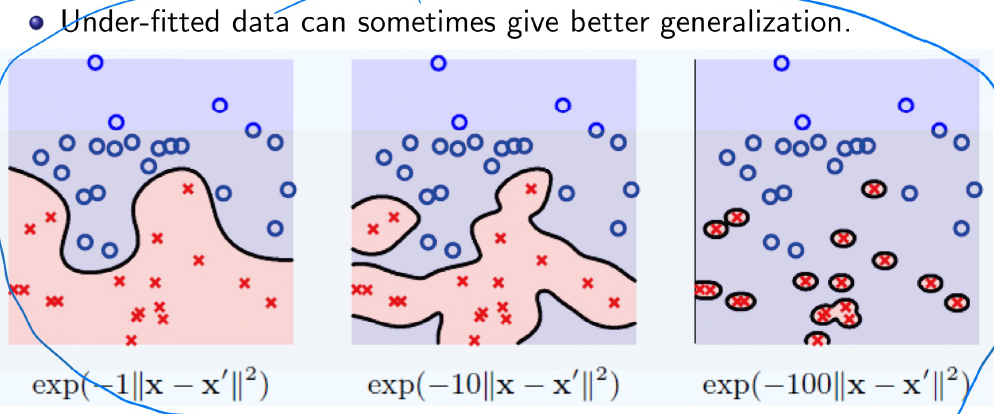 Under-fitted data can sometimes give better generalization.
exp(−1‖x − x′‖²) exp(−10‖x − x′‖²) exp(−100‖x − x′‖²)